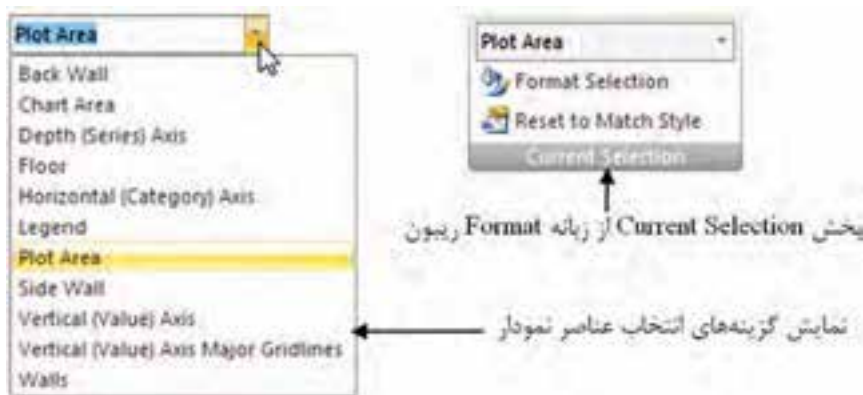 Plot Area
Back Wall
Chart Area
Depth (Series) Axis
Floor
Horizontal (Category) Axis
Legend
Plot Area
Side Wall
Vertical (Value) Axis
Vertical (Value) Axis Major Gridlines
Walls
Plot Area
Format Selection
Reset to Match Style
Current Selection
بخش Current Selection از زبانه Format ریبون
نمایش گزینه‌های انتخاب عناصر نمودار